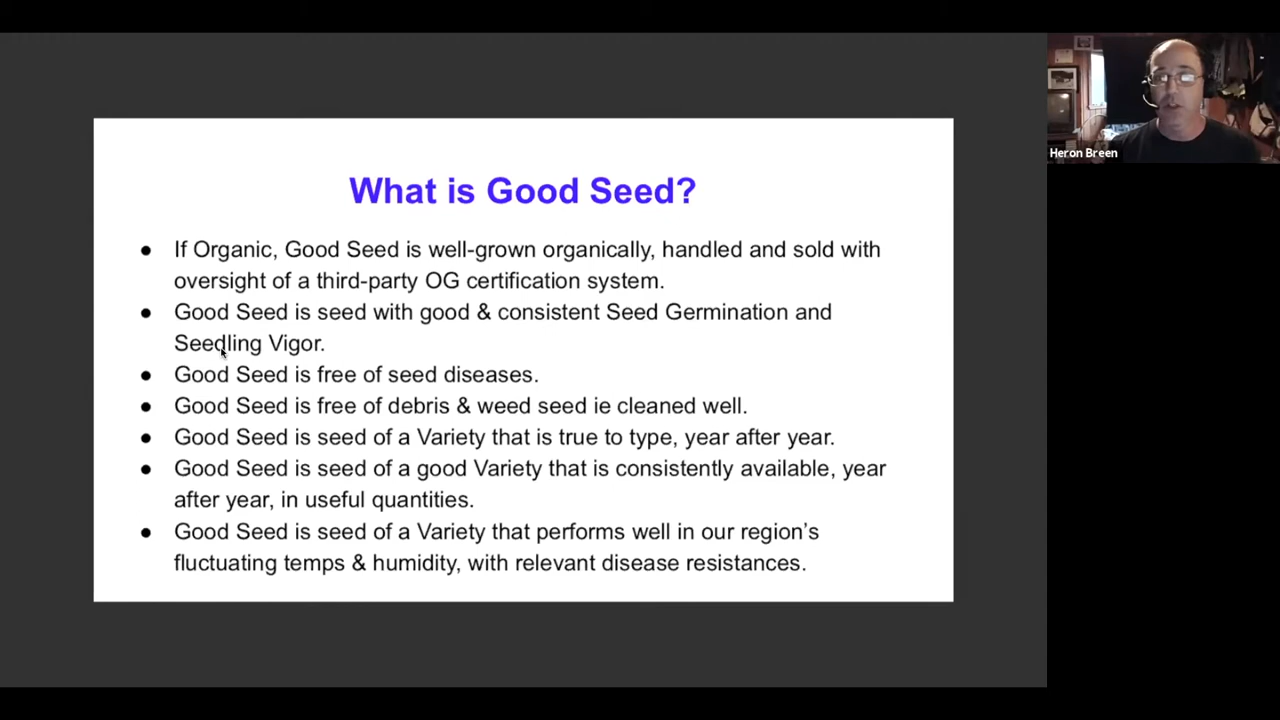 What is Good Seed?
● If Organic, Good Seed is well-grown organically, handled and sold with
oversight of a third-party OG certification system.
● Good Seed is seed with good & consistent Seed Germination and
Seedling Vigor.
● Good Seed is free of seed diseases.
● Good Seed is free of debris & weed seed ie cleaned well.
● Good Seed is seed of a Variety that is true to type, year after year.
● Good Seed is seed of a good Variety that is consistently available, year
after year, in useful quantities.
● Good Seed is seed of a Variety that performs well in our region’s
fluctuating temps & humidity, with relevant disease resistances.
Heron Breen